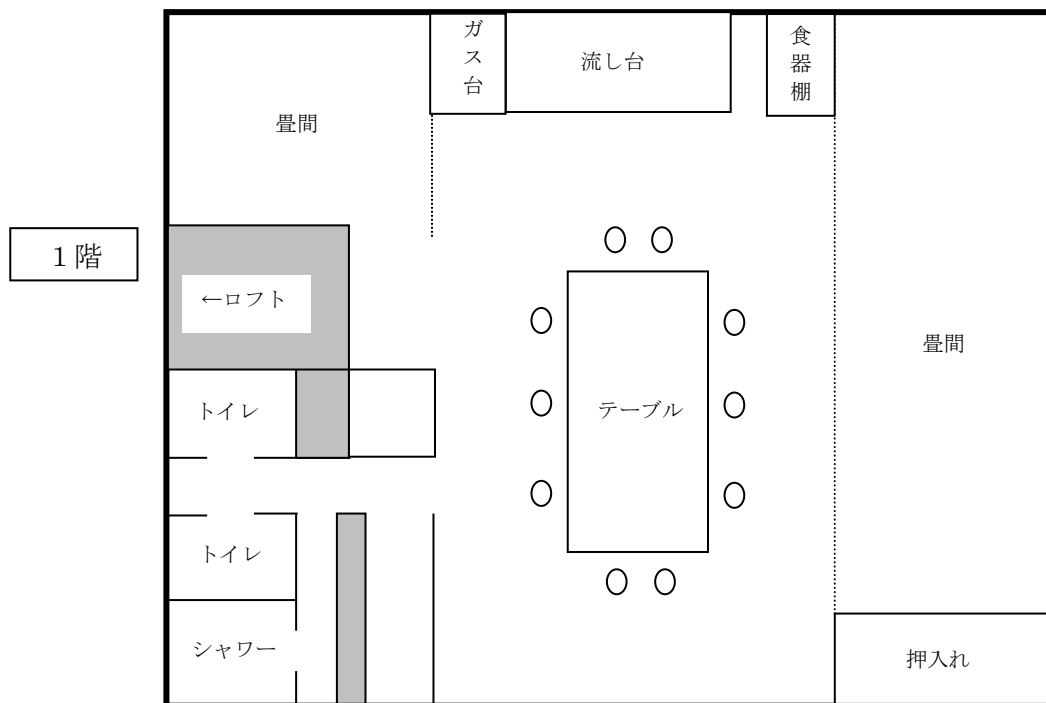 ガス台
流し台
食器棚
畳間
1階
←ロフト
畳間
トイレ
テーブル
トイレ
シャワー
押入れ